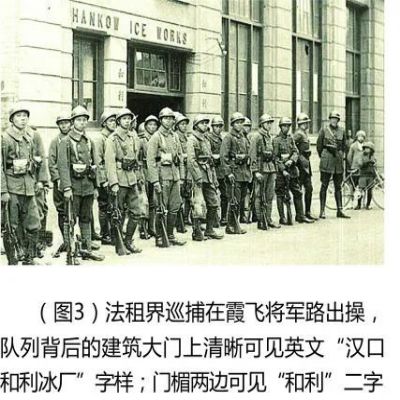 HANKOW ICE WORKS
和利
（图3）法租界巡捕在霞飞将军路出操，
队列背后的建筑大门上清晰可见英文“汉口
和利冰厂”字样；门楣两边可见“和利”二字